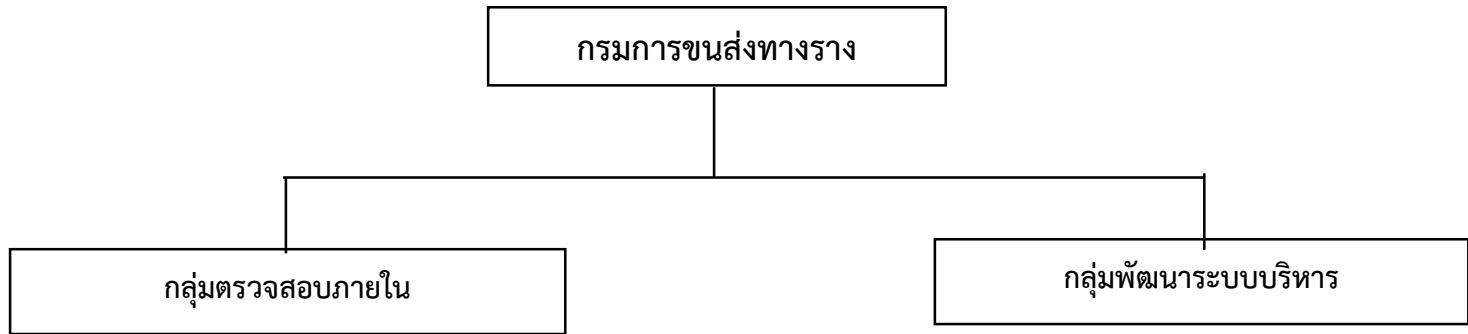 กรมการขนส่งทางราง
กลุ่มตรวจสอบภายใน
กลุ่มพัฒนาระบบบริหาร